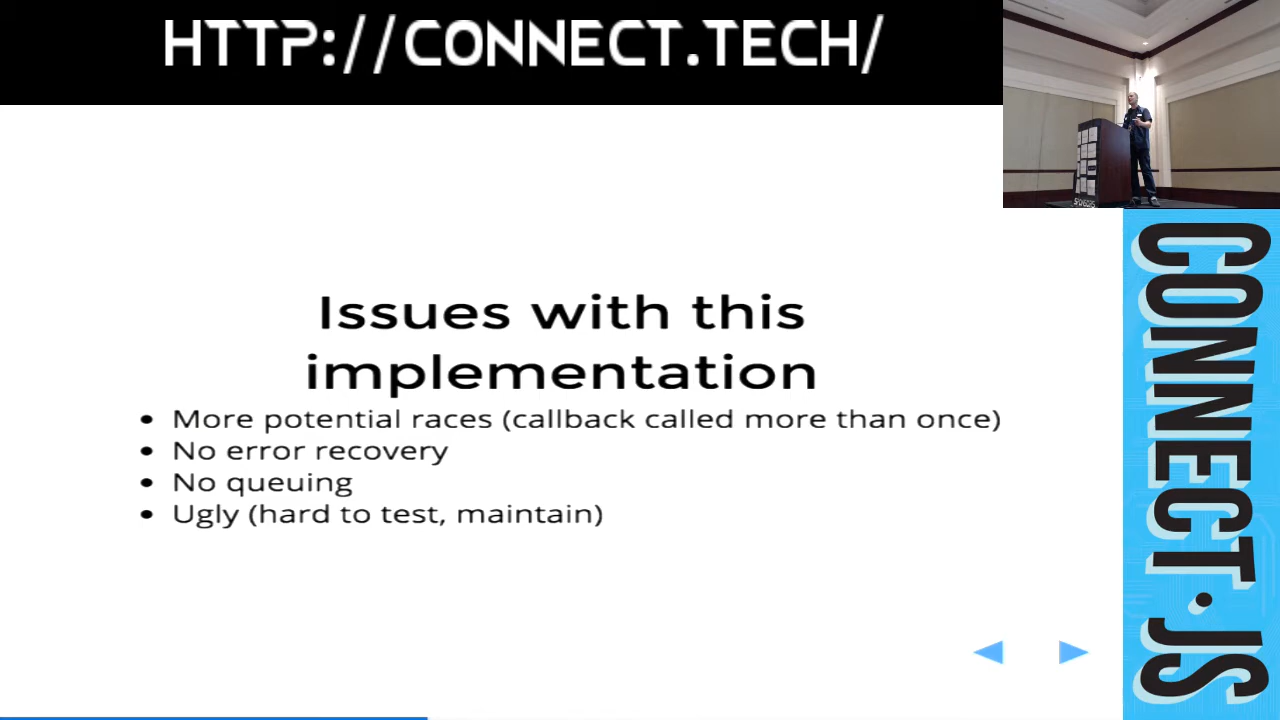 HTTP://CONNECT.TECH/
Issues with this
implementation
• More potential races (callback called more than once)
• No error recovery
• No queuing
• Ugly (hard to test, maintain)
SPONSORS
CONNECT.JS